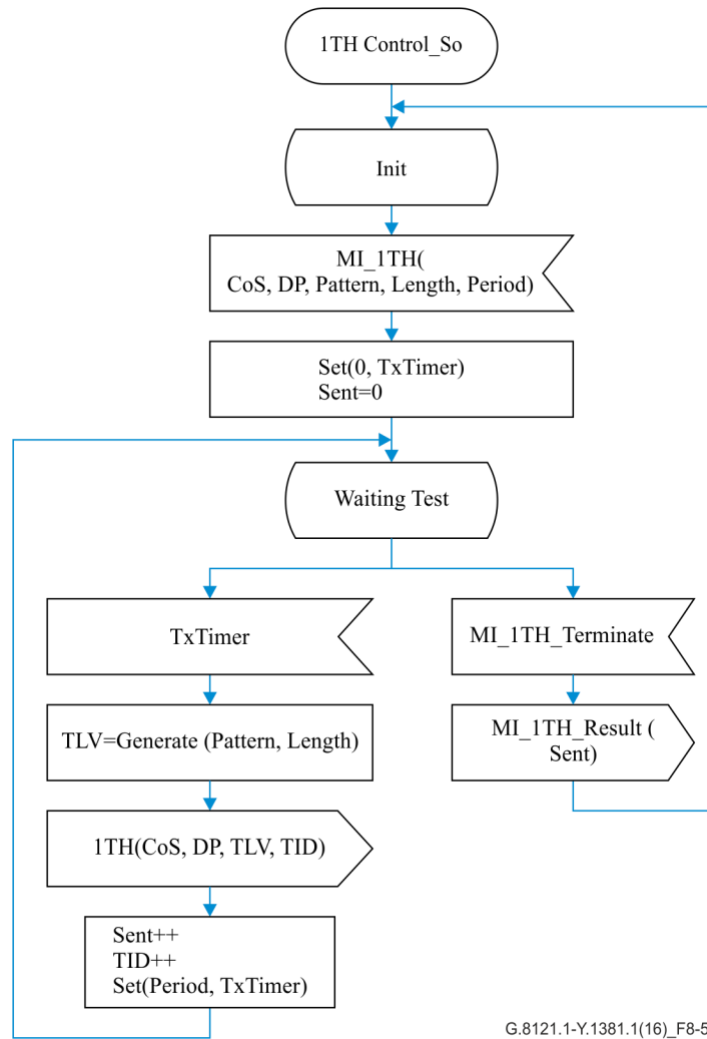 1TH Control_So
Init
MI_1TH(
CoS, DP, Pattern, Length, Period)
Set(0, TxTimer)
Sent=0
Waiting Test
TxTimer
MI_1TH_Terminate
TLV=Generate (Pattern, Length)
MI_1TH_Result (
Sent)
1TH(CoS, DP, TLV, TID)
Sent++
TID++
Set(Period, TxTimer)
G.8121.1-Y.1381.1(16)_F8-5